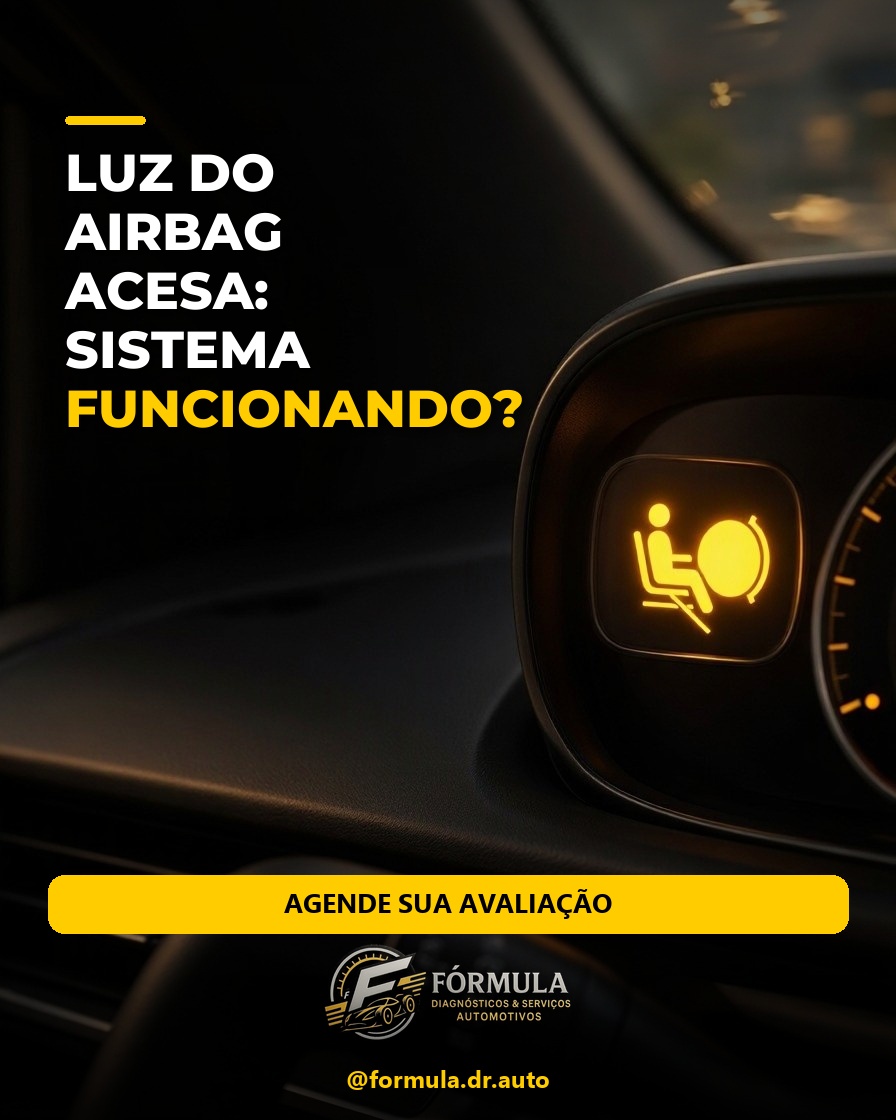 LUZ DO
AIRBAG
ACESA:
SISTEMA
FUNCIONANDO?
AGENDE SUA AVALIAÇÃO
F
FÓRMULA
DIAGNÓSTICOS & SERVIÇOS
AUTOMOTIVOS
@formula.dr.auto